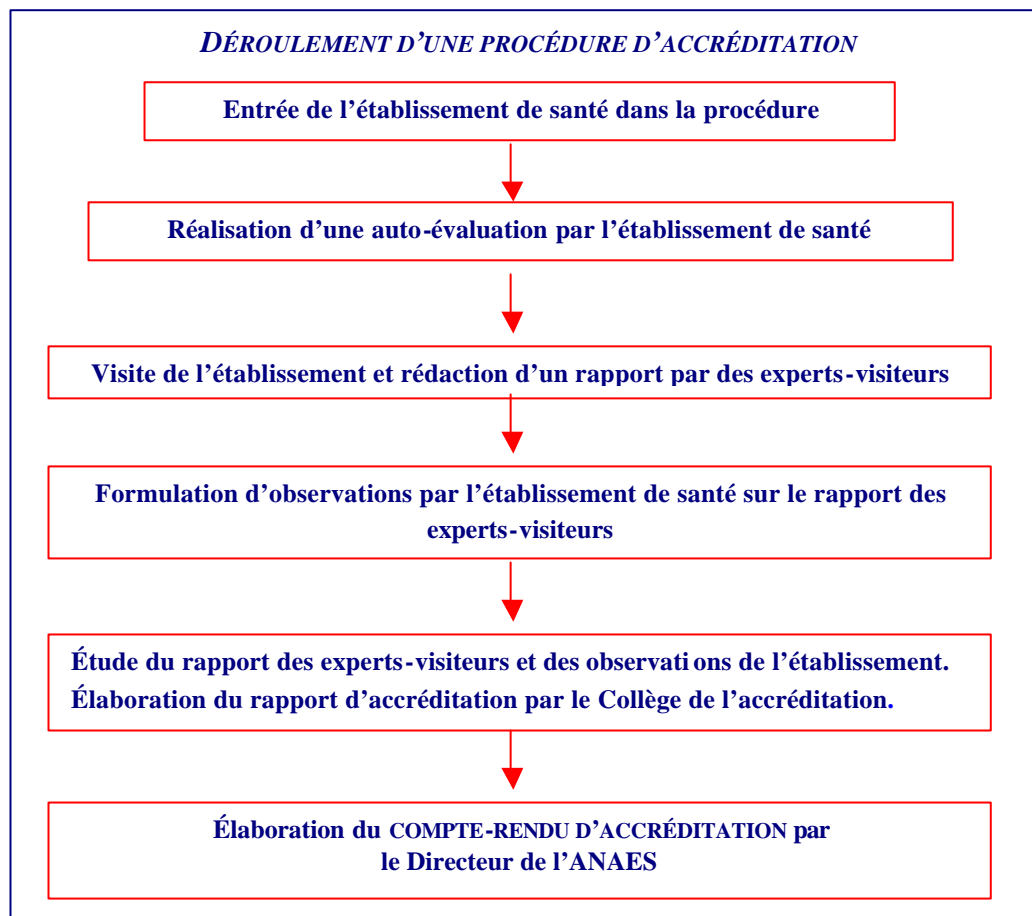 DÉROULEMENT D’UNE PROCÉDURE D’ACCRÉDITATION
Entrée de l’établissement de santé dans la procédure
Réalisation d’une auto-évaluation par l’établissement de santé
Visite de l’établissement et rédaction d’un rapport par des experts-visiteurs
Formulation d’observations par l’établissement de santé sur le rapport des
experts-visiteurs
Étude du rapport des experts-visiteurs et des observations de l’établissement.
Élaboration du rapport d’accréditation par le Collège de l’accréditation.
Élaboration du COMPTE-RENDU D’ACCRÉDITATION par
le Directeur de l’ANAES